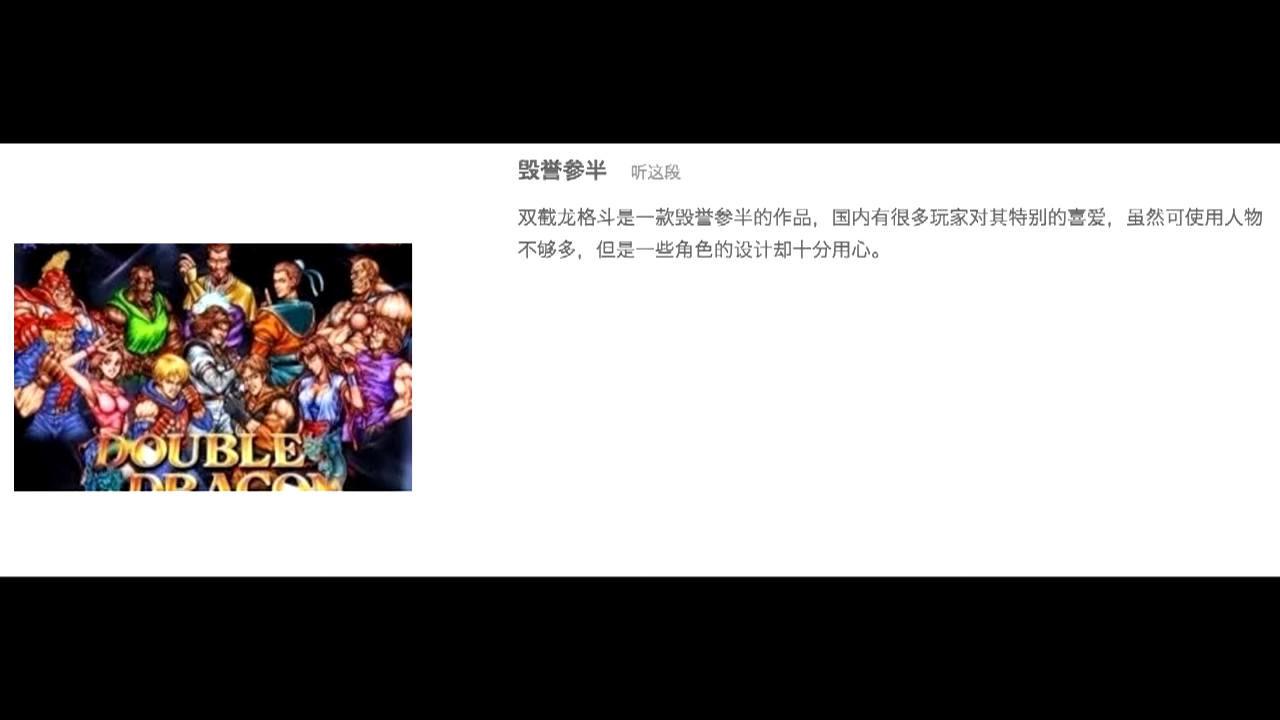 毁誉参半 听这段
双截龙格斗是一款毁誉参半的作品，国内有很多玩家对其特别的喜爱，虽然可使用人物
不够多，但是一些角色的设计却十分用心。
DOUBLE
DRAGON